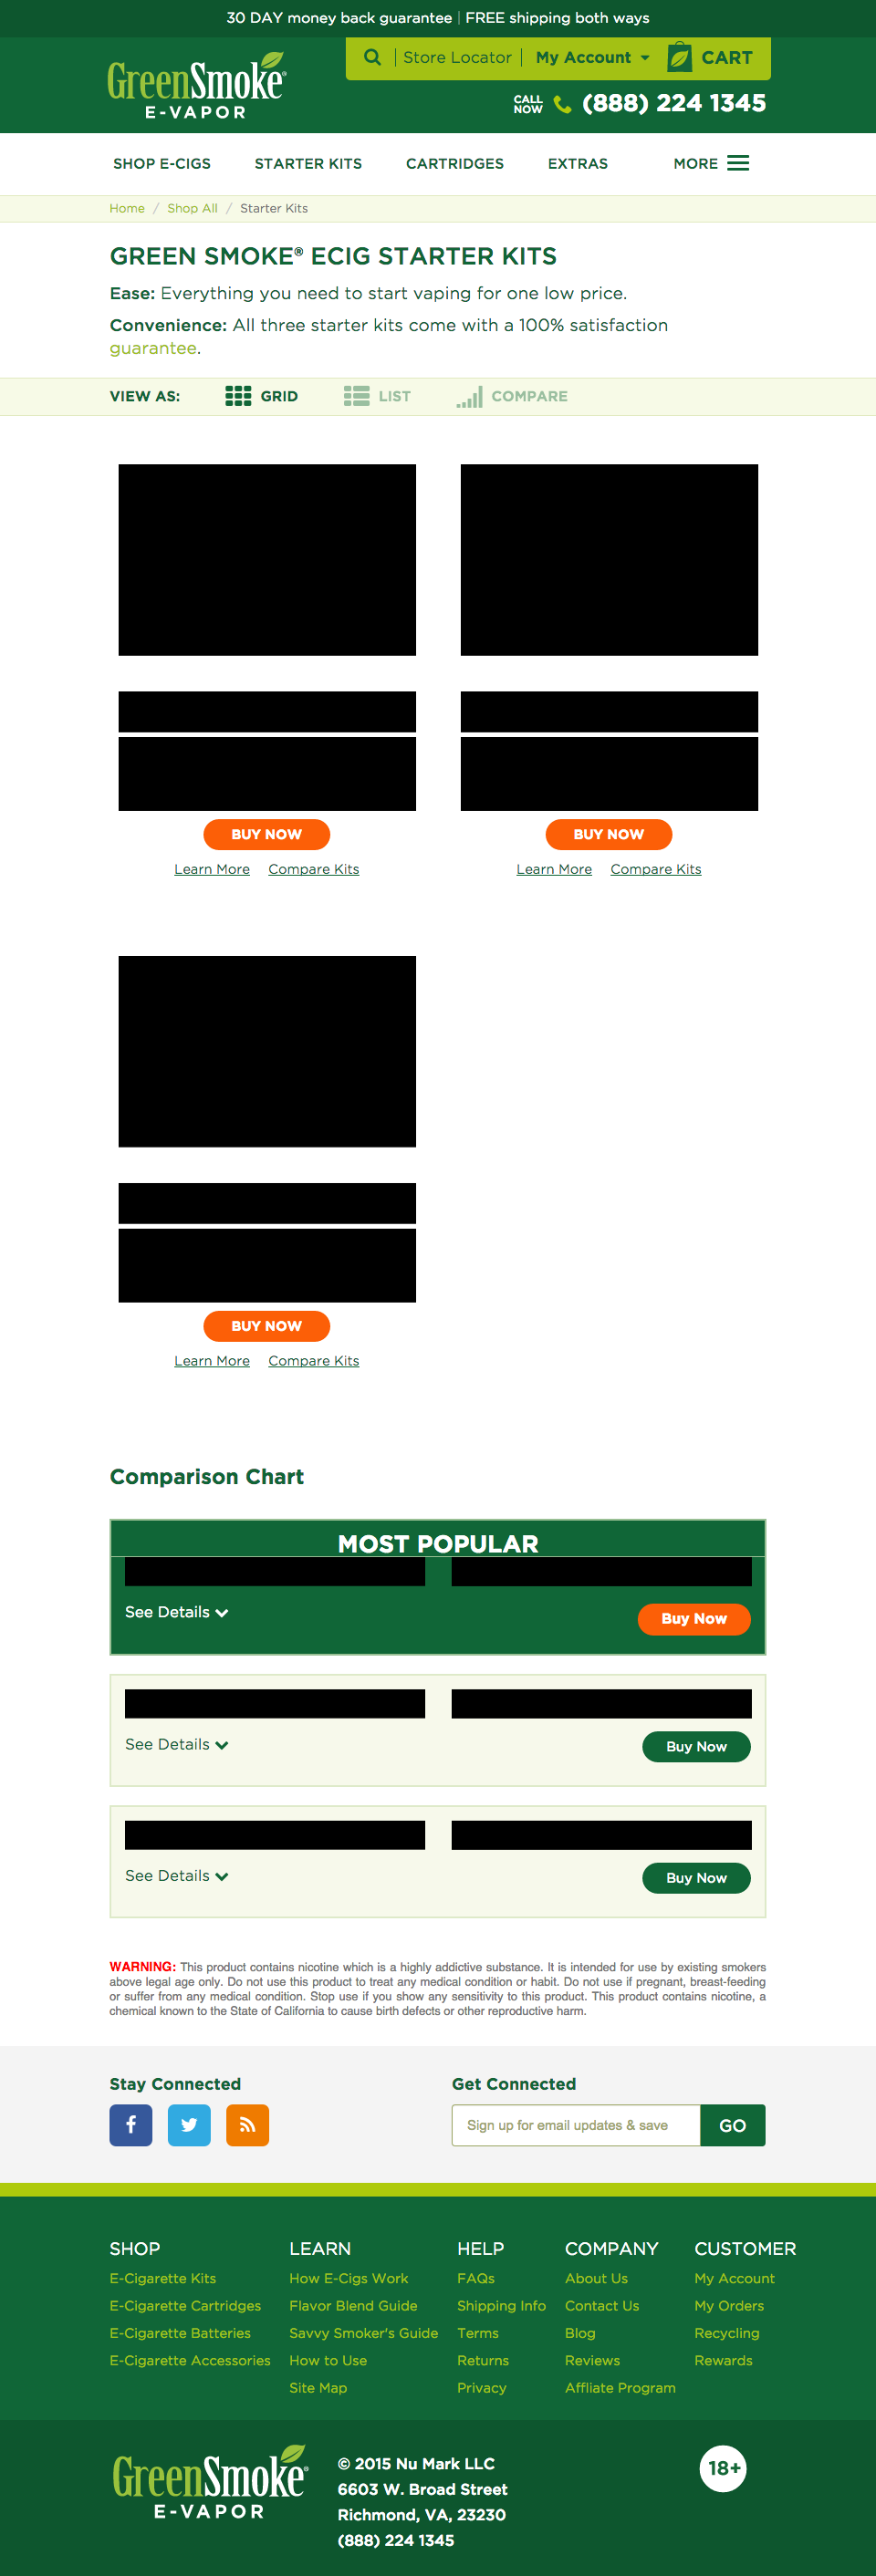 30 DAY money back guarantee | FREE shipping both ways
GreenSmoke®
E-VAPOR
Store Locator
My Account
CART
CALL NOW
(888) 224 1345
SHOP E-CIGS
STARTER KITS
CARTRIDGES
EXTRAS
MORE
Home / Shop All / Starter Kits
GREEN SMOKE® ECIG STARTER KITS
Ease: Everything you need to start vaping for one low price.
Convenience: All three starter kits come with a 100% satisfaction
guarantee.
VIEW AS:
GRID
LIST
COMPARE
BUY NOW
Learn More
Compare Kits
BUY NOW
Learn More
Compare Kits
BUY NOW
Learn More
Compare Kits
Comparison Chart
MOST POPULAR
See Details
Buy Now
See Details
Buy Now
See Details
Buy Now
WARNING: This product contains nicotine which is a highly addictive substance. It is intended for use by existing smokers
above legal age only. Do not use this product to treat any medical condition or habit. Do not use if pregnant, breast-feeding
or suffer from any medical condition. Stop use if you show any sensitivity to this product. This product contains nicotine, a
chemical known to the State of California to cause birth defects or other reproductive harm.
Stay Connected
Get Connected
Sign up for email updates & save
GO
SHOP
E-Cigarette Kits
E-Cigarette Cartridges
E-Cigarette Batteries
E-Cigarette Accessories
LEARN
How E-Cigs Work
Flavor Blend Guide
Savvy Smoker's Guide
How to Use
Site Map
HELP
FAQs
Shipping Info
Terms
Returns
Privacy
COMPANY
About Us
Contact Us
Blog
Reviews
Affliate Program
CUSTOMER
My Account
My Orders
Recycling
Rewards
GreenSmoke®
E-VAPOR
© 2015 Nu Mark LLC
6603 W. Broad Street
Richmond, VA, 23230
(888) 224 1345
18+